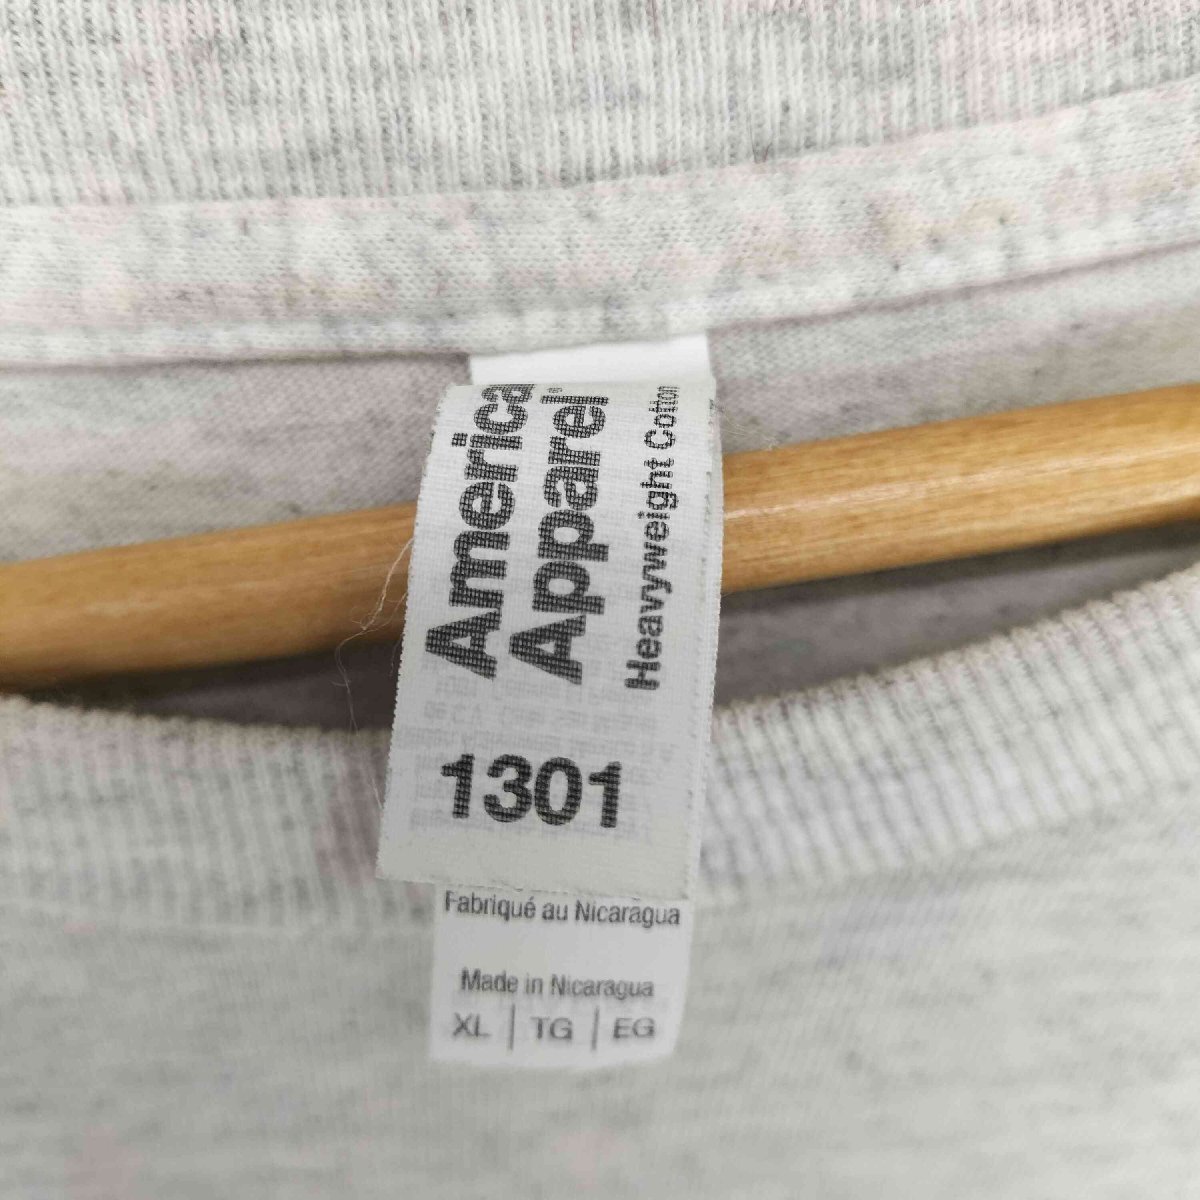 America
Apparel®
Heavyweight Cotton
1301
Fabriqué au Nicaragua
Made in Nicaragua
XL | TG | EG